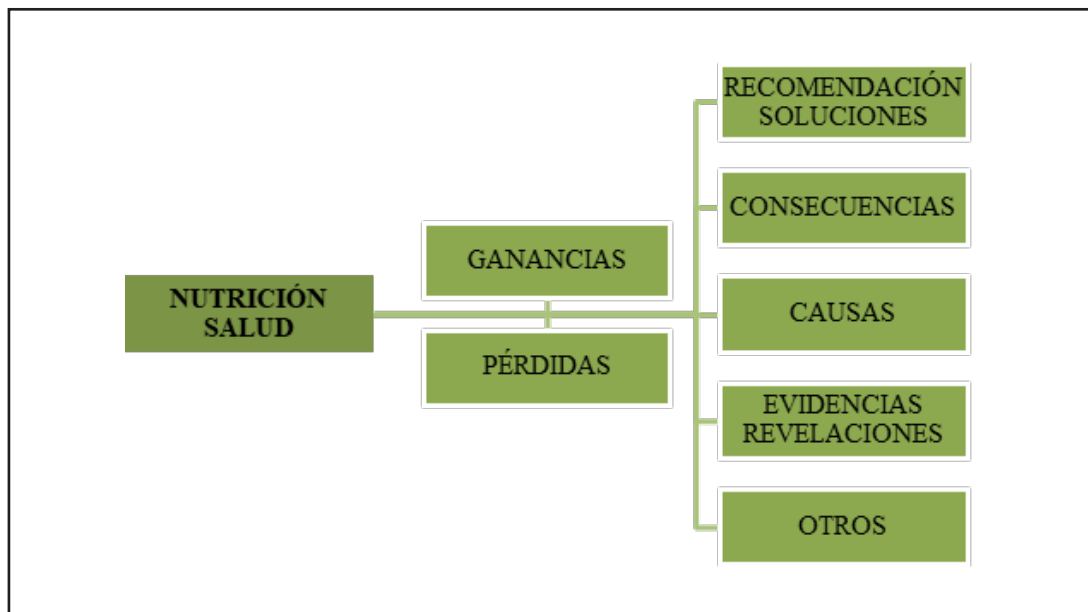 NUTRICIÓN
SALUD
GANANCIAS
PÉRDIDAS
RECOMENDACIÓN
SOLUCIONES
CONSECUENCIAS
CAUSAS
EVIDENCIAS
REVELACIONES
OTROS